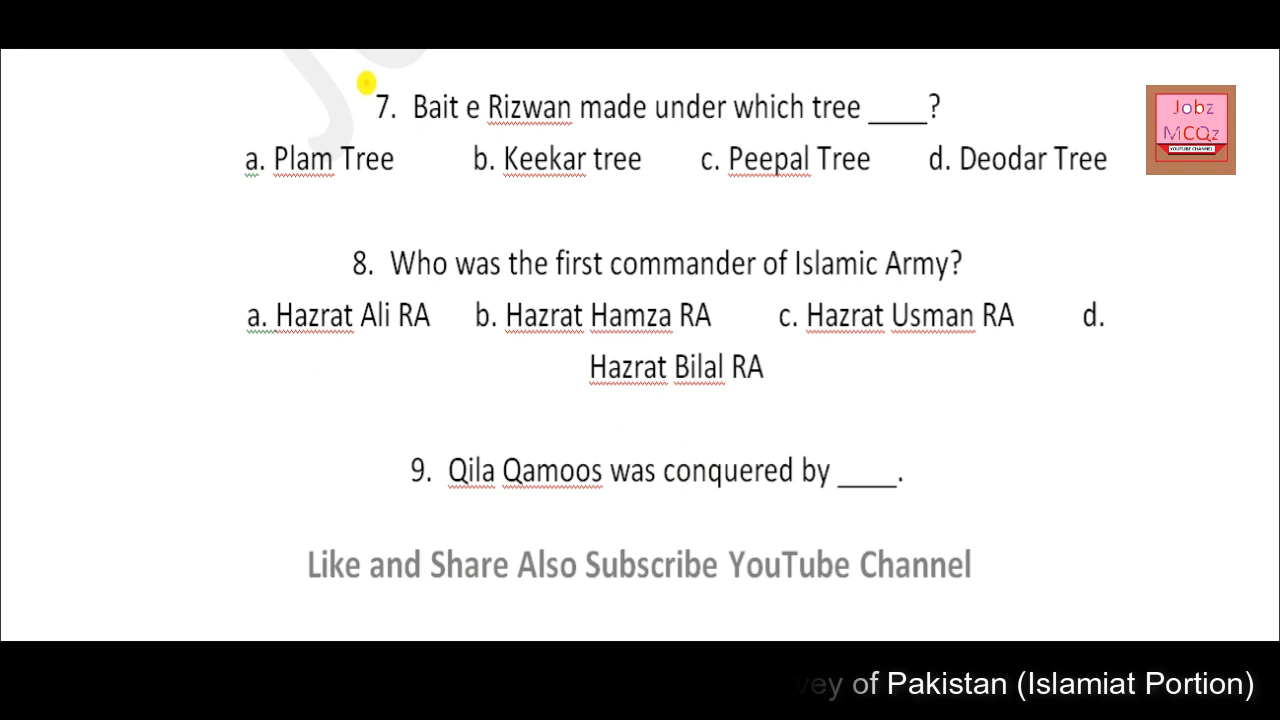 7. Bait e Rizwan made under which tree ____?
a. Plam Tree b. Keekar tree c. Peepal Tree d. Deodar Tree
Jobz
MCQz
YOUTUBE CHANNEL
8. Who was the first commander of Islamic Army?
a. Hazrat Ali RA b. Hazrat Hamza RA c. Hazrat Usman RA d.
Hazrat Bilal RA
9. Qila Qamoos was conquered by ____.
Like and Share Also Subscribe YouTube Channel
vey of Pakistan (Islamiat Portion)